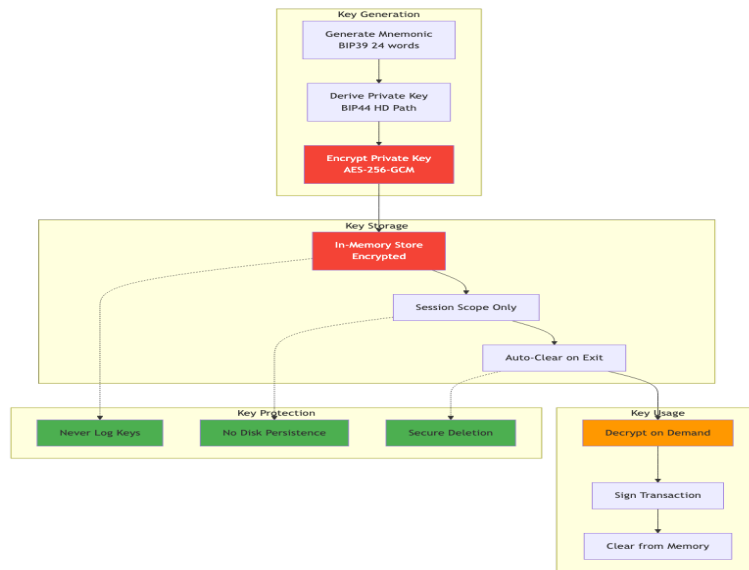 Key Generation
Generate Mnemonic
BIP39 24 words
Derive Private Key
BIP44 HD Path
Encrypt Private Key
AES-256-GCM
Key Storage
In-Memory Store
Encrypted
Session Scope Only
Auto-Clear on Exit
Key Protection
Never Log Keys
No Disk Persistence
Secure Deletion
Key Usage
Decrypt on Demand
Sign Transaction
Clear from Memory